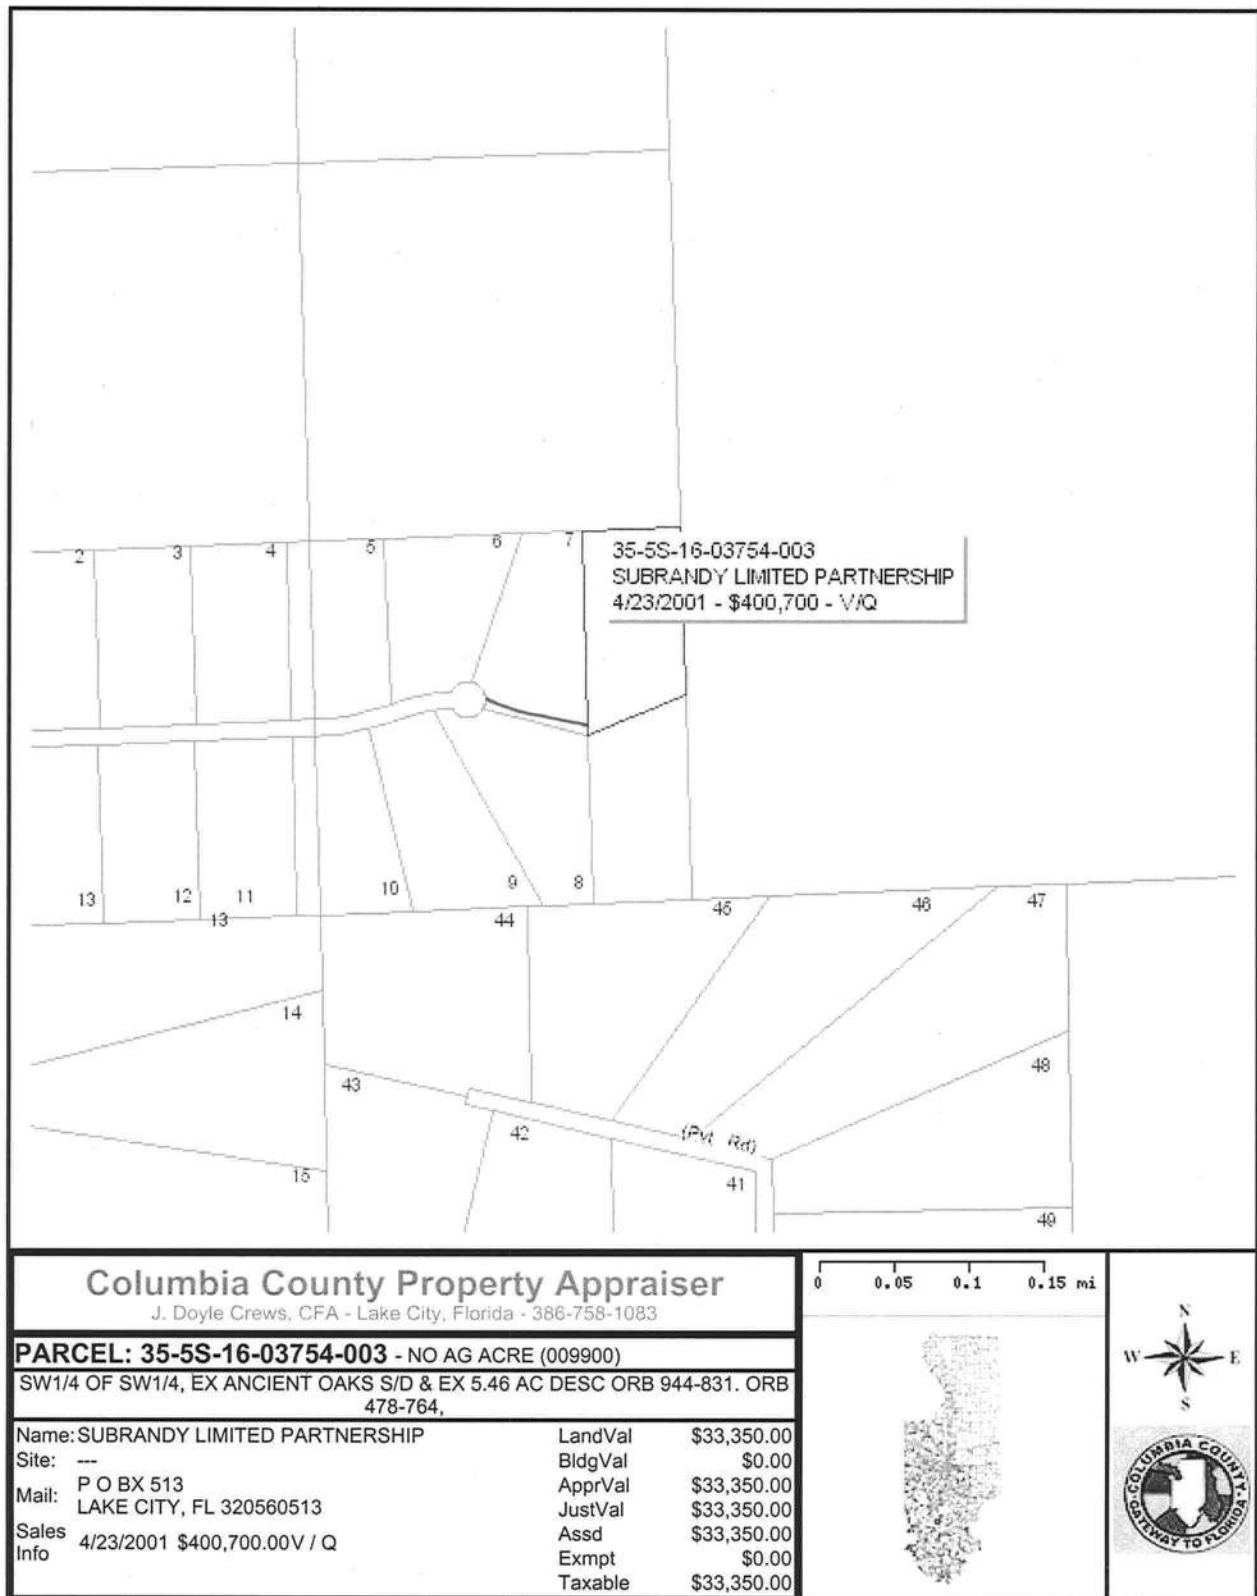 2
3
4
5
6
7
35-5S-16-03754-003
SUBRANDY LIMITED PARTNERSHIP
4/23/2001 - $400,700 - V/Q
13
12
11
10
9
8
13
44
45
46
47
14
43
42
(Pvt Rd)
48
15
41
49
Columbia County Property Appraiser
J. Doyle Crews, CFA - Lake City, Florida - 386-758-1083
PARCEL: 35-5S-16-03754-003 - NO AG ACRE (009900)
SW1/4 OF SW1/4, EX ANCIENT OAKS S/D & EX 5.46 AC DESC ORB 944-831. ORB
478-764,
Name: SUBRANDY LIMITED PARTNERSHIP
Site: ---
Mail: P O BX 513
LAKE CITY, FL 320560513
Sales Info 4/23/2001 $400,700.00V / Q
LandVal $33,350.00
BldgVal $0.00
ApprVal $33,350.00
JustVal $33,350.00
Assd $33,350.00
Exmpt $0.00
Taxable $33,350.00
0 0.05 0.1 0.15 mi
N
W E
S
COLUMBIA COUNTY
GATEWAY TO FLORIDA